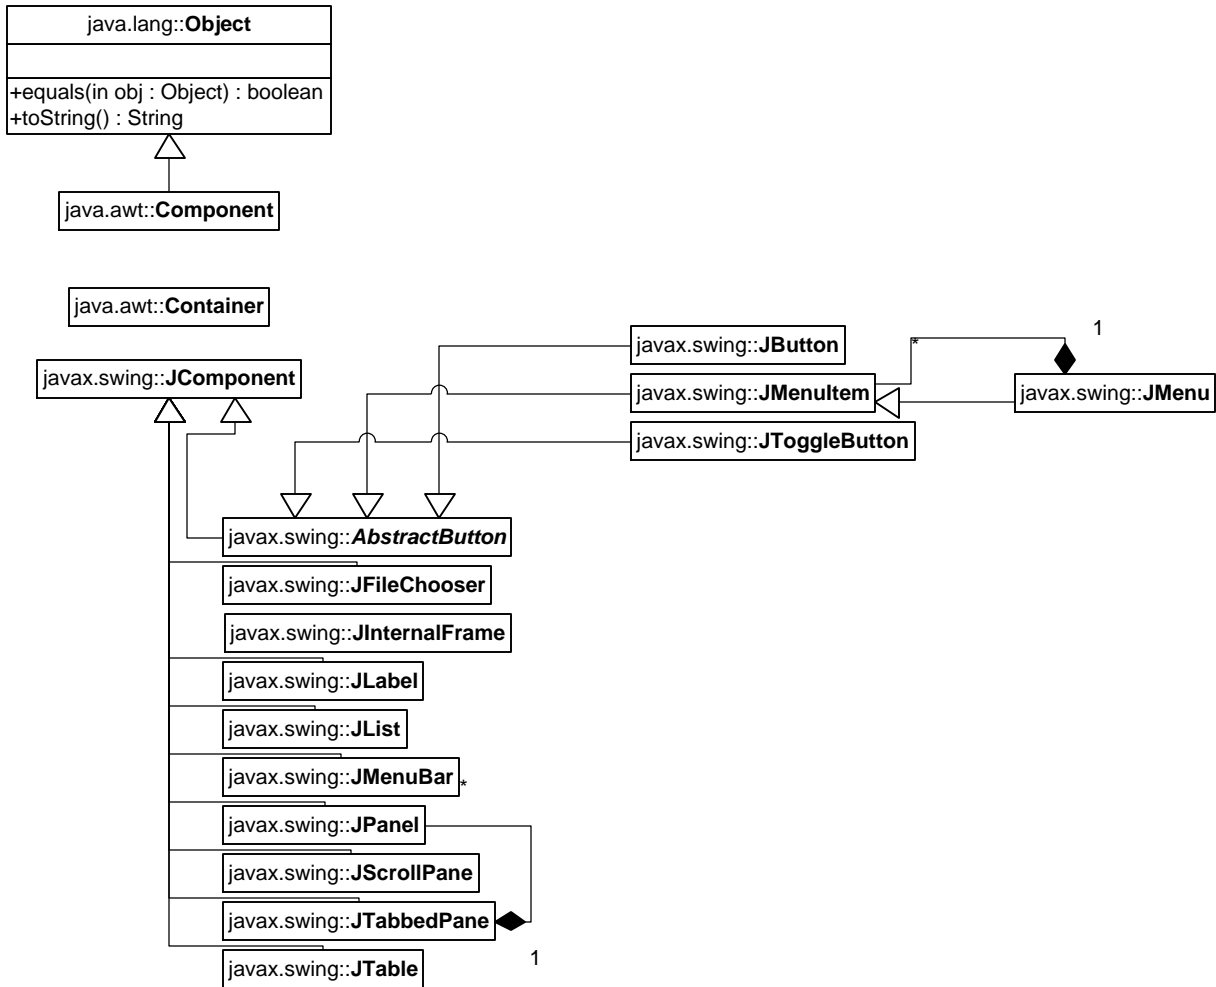 java.lang::Object
+equals(in obj : Object) : boolean
+toString() : String
java.awt::Component
java.awt::Container
javax.swing::JComponent
javax.swing::JButton
*
1
javax.swing::JMenuItem
javax.swing::JMenu
javax.swing::JToggleButton
javax.swing::AbstractButton
javax.swing::JFileChooser
javax.swing::JInternalFrame
javax.swing::JLabel
javax.swing::JList
javax.swing::JMenuBar
*
javax.swing::JPanel
javax.swing::JScrollPane
javax.swing::JTabbedPane
1
javax.swing::JTable